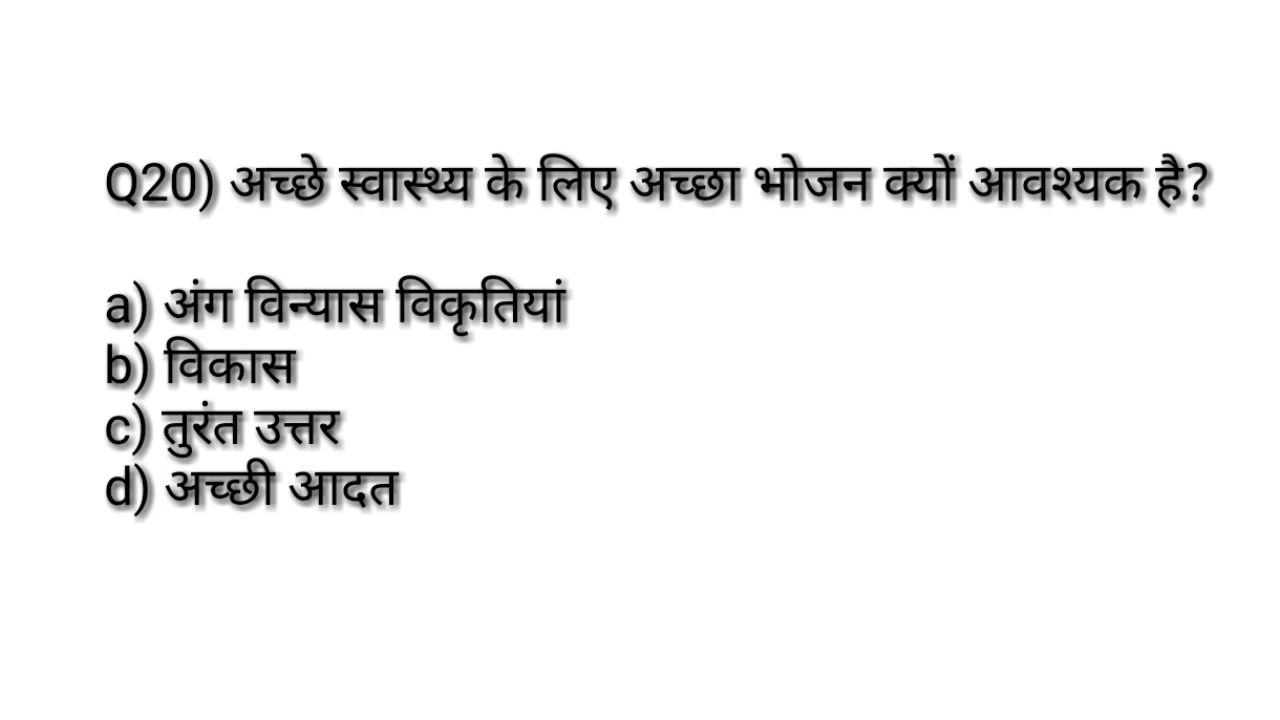 Q20) अच्छे स्वास्थ्य के लिए अच्छा भोजन क्यों आवश्यक है?
a) अंग विन्यास विकृतियां
b) विकास
c) तुरंत उत्तर
d) अच्छी आदत